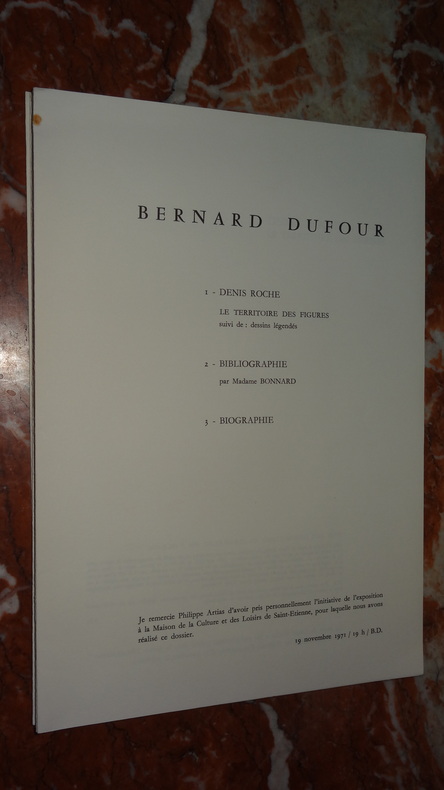 BERNARD DUFOUR
1 - DENIS ROCHE
LE TERRITOIRE DES FIGURES
suivi de : dessins légendés
2 - BIBLIOGRAPHIE
par Madame BONNARD
3 - BIOGRAPHIE
Je remercie Philippe Artias d'avoir pris personnellement l'initiative de l'exposition
à la Maison de la Culture et des Loisirs de Saint-Etienne, pour laquelle nous avons
réalisé ce dossier.
19 novembre 1971 / 19 h / B.D.